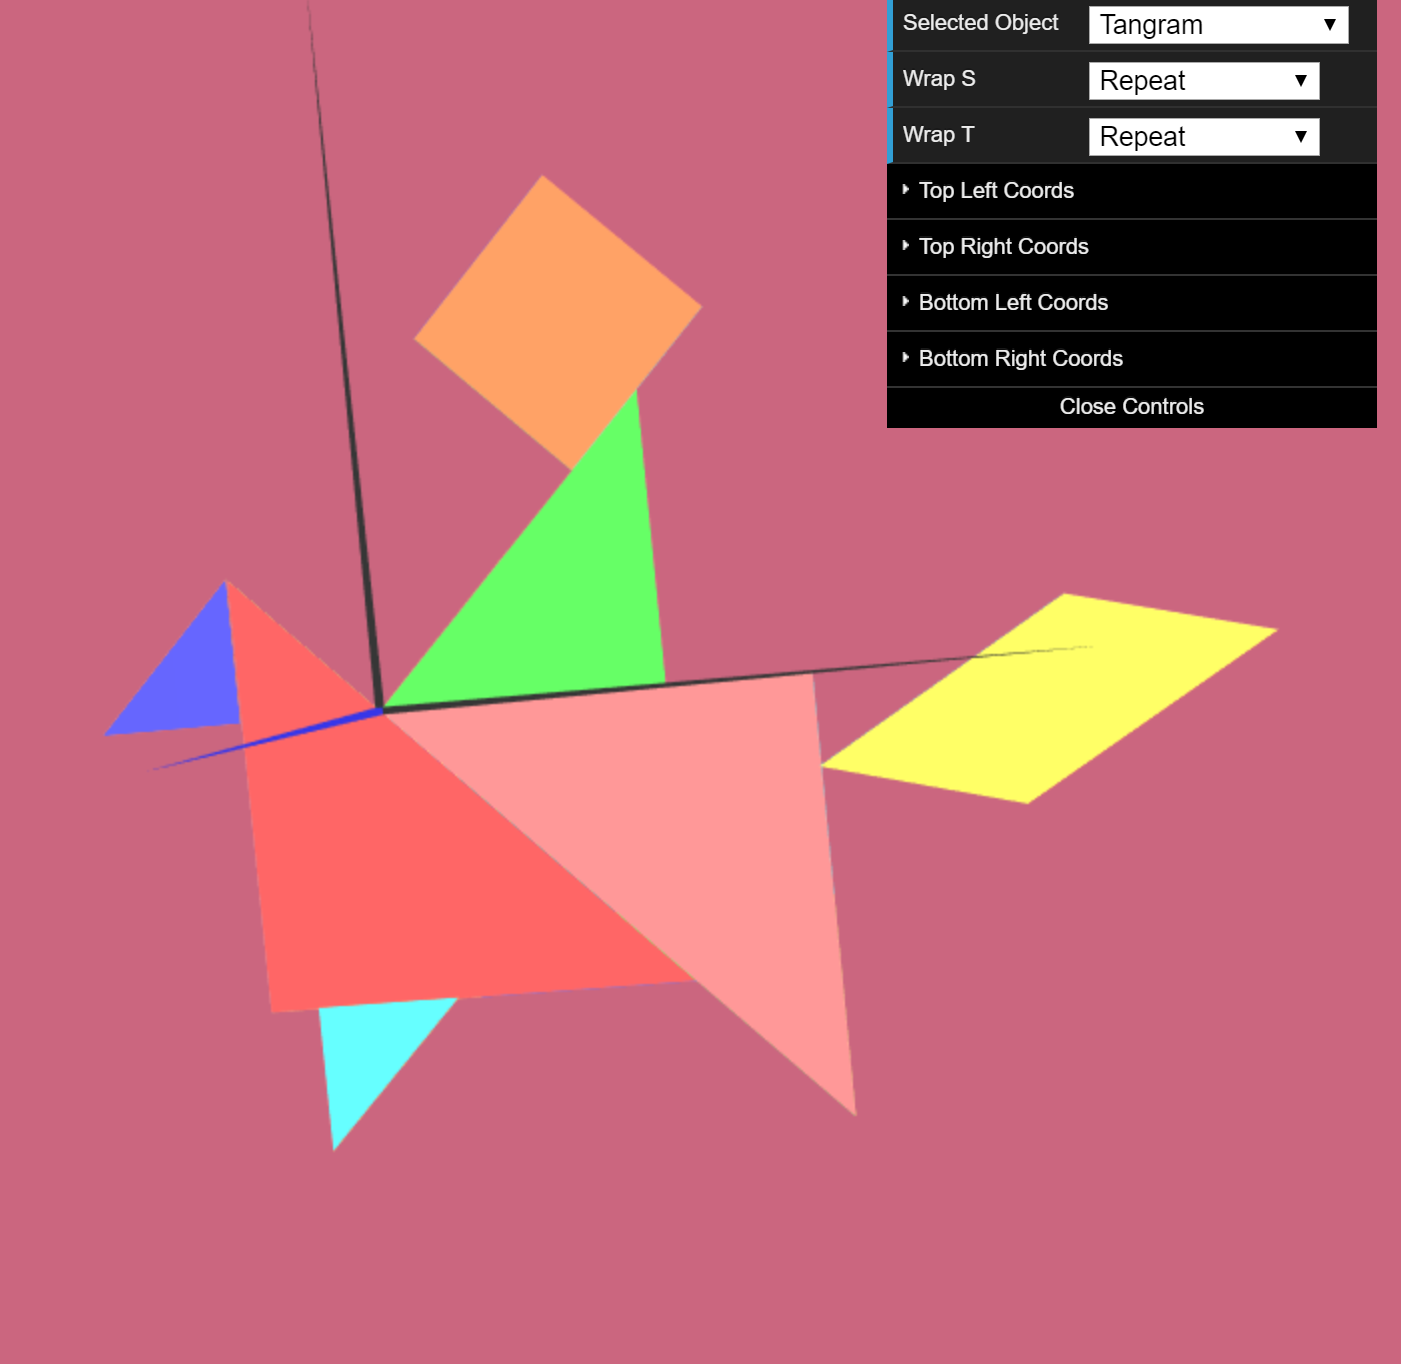 Selected Object Tangram
Wrap S Repeat
Wrap T Repeat
Top Left Coords
Top Right Coords
Bottom Left Coords
Bottom Right Coords
Close Controls